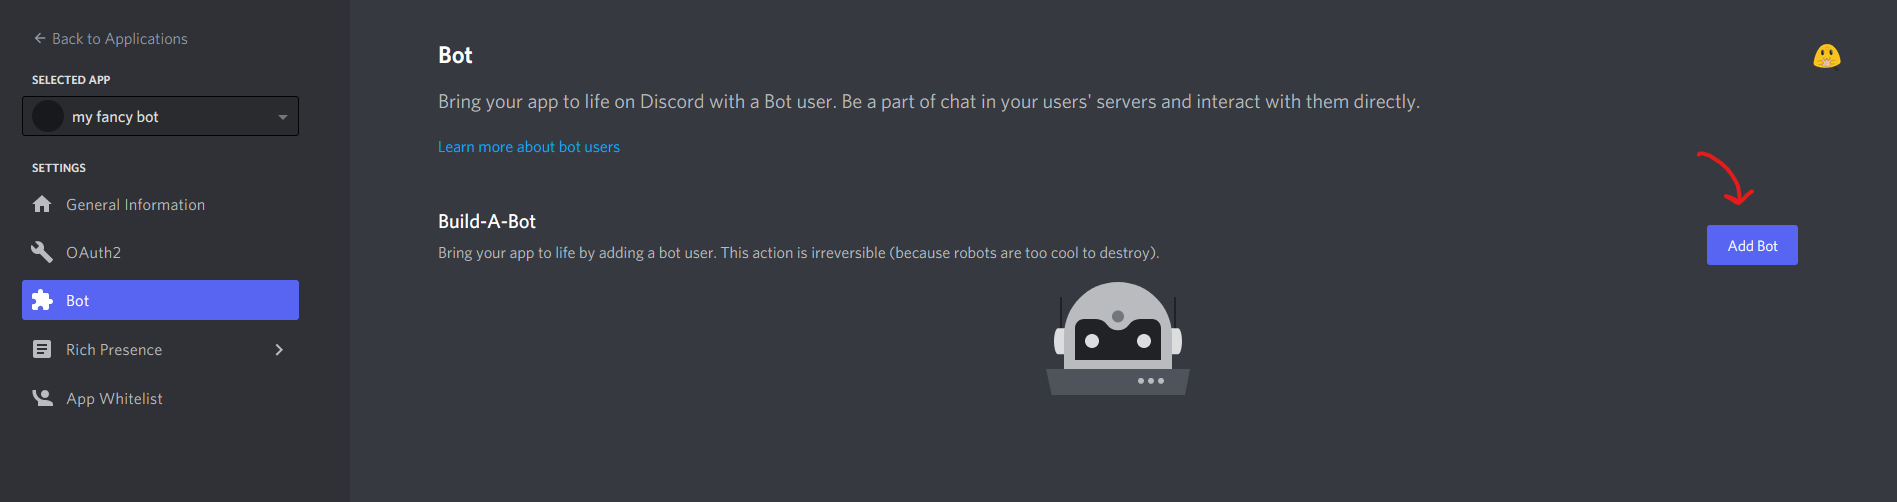 Back to Applications
SELECTED APP
my fancy bot
SETTINGS
General Information
OAuth2
Bot
Rich Presence
App Whitelist
Bot
Bring your app to life on Discord with a Bot user. Be a part of chat in your users' servers and interact with them directly.
Learn more about bot users
Build-A-Bot
Bring your app to life by adding a bot user. This action is irreversible (because robots are too cool to destroy).
Add Bot